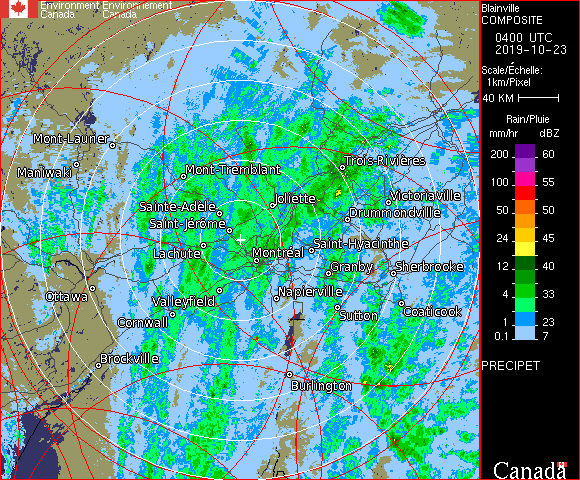 Environment Environnement
Canada Canada
Blainville
COMPOSITE
0400 UTC
2019-10-23
Scale/Échelle:
1km/Pixel
40 KM
Rain/Pluie
mm/hr dBZ
200 60
100 55
50 50
24 45
12 40
4 33
1 23
0.1 7
PRECIPET
Canada
Mont-Laurier
Maniwaki
Mont-Tremblant
Trois-Rivières
Joliette
Victoriaville
Sainte-Adèle
Drummondville
Saint-Jérôme
Lachute
Montréal
Saint-Hyacinthe
Granby
Sherbrooke
Ottawa
Valleyfield
Napierville
Cornwall
Sutton
Coaticook
Brockville
Burlington